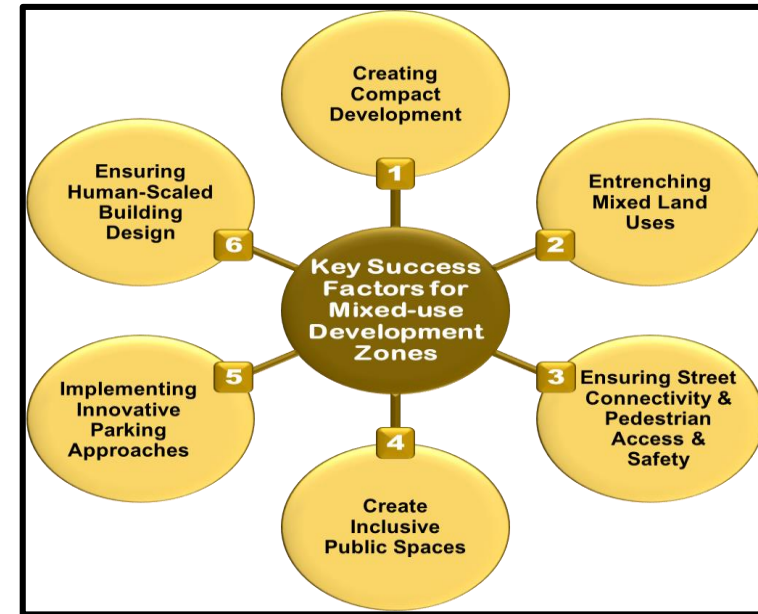 Key Success
Factors for
Mixed-use
Development
Zones
1
Creating
Compact
Development
2
Entrenching
Mixed Land
Uses
3
Ensuring Street
Connectivity &
Pedestrian
Access &
Safety
4
Create
Inclusive
Public Spaces
5
Implementing
Innovative
Parking
Approaches
6
Ensuring
Human-Scaled
Building
Design